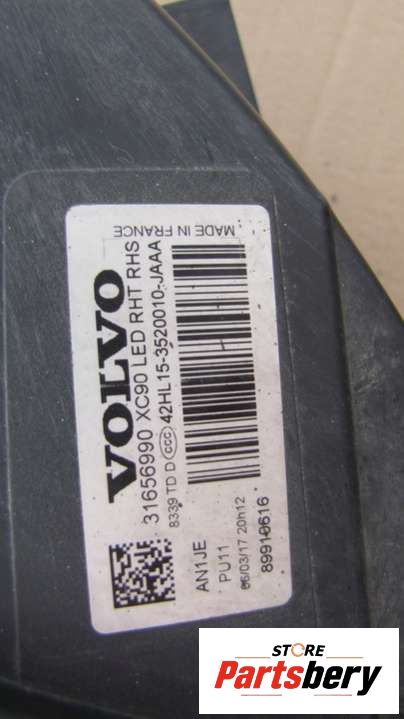 MADE IN FRANCE
VOLVO
31656990 XC90 LED RHT RHS
8339 TD D CCC 42HL15-3520010-JAAA
AN1JE
PU11
06/03/17 20h12
89910616
STORE
Partsbery